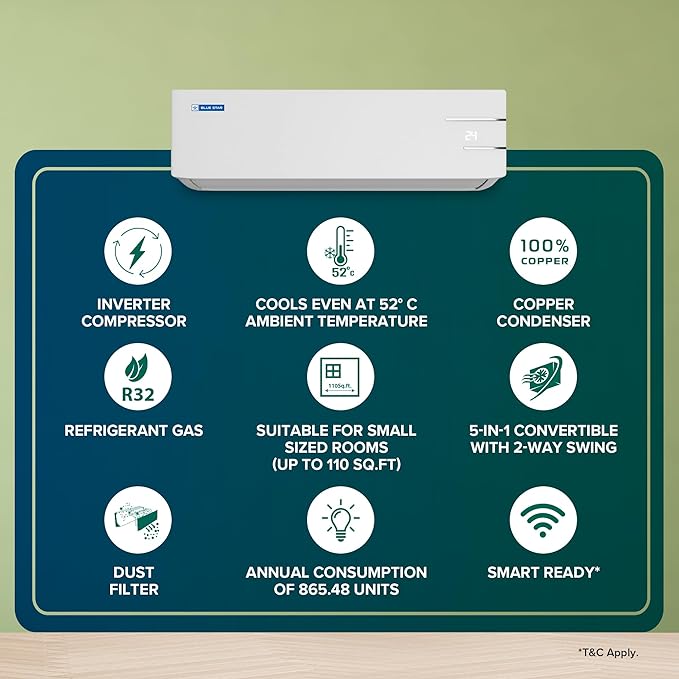 BLUE STAR
24
52°c
100%
COPPER
INVERTER
COMPRESSOR
COOLS EVEN AT 52° C
AMBIENT TEMPERATURE
COPPER
CONDENSER
R32
110Sq.ft.
REFRIGERANT GAS
SUITABLE FOR SMALL
SIZED ROOMS
(UP TO 110 SQ.FT)
5-IN-1 CONVERTIBLE
WITH 2-WAY SWING
DUST
FILTER
ANNUAL CONSUMPTION
OF 865.48 UNITS
SMART READY*
*T&C Apply.